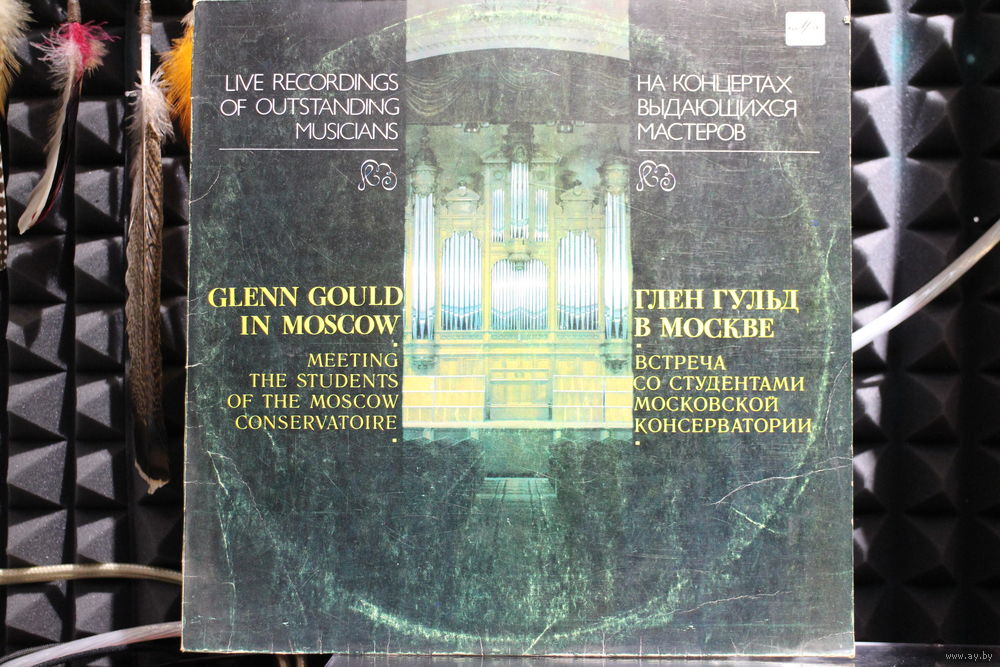 LIVE RECORDINGS
OF OUTSTANDING
MUSICIANS
НА КОНЦЕРТАХ
ВЫДАЮЩИХСЯ
МАСТЕРОВ
GLENN GOULD
IN MOSCOW
MEETING
THE STUDENTS
OF THE MOSCOW
CONSERVATOIRE
ГЛЕН ГУЛЬД
В МОСКВЕ
ВСТРЕЧА
СО СТУДЕНТАМИ
МОСКОВСКОЙ
КОНСЕРВАТОРИИ
www.ay.by